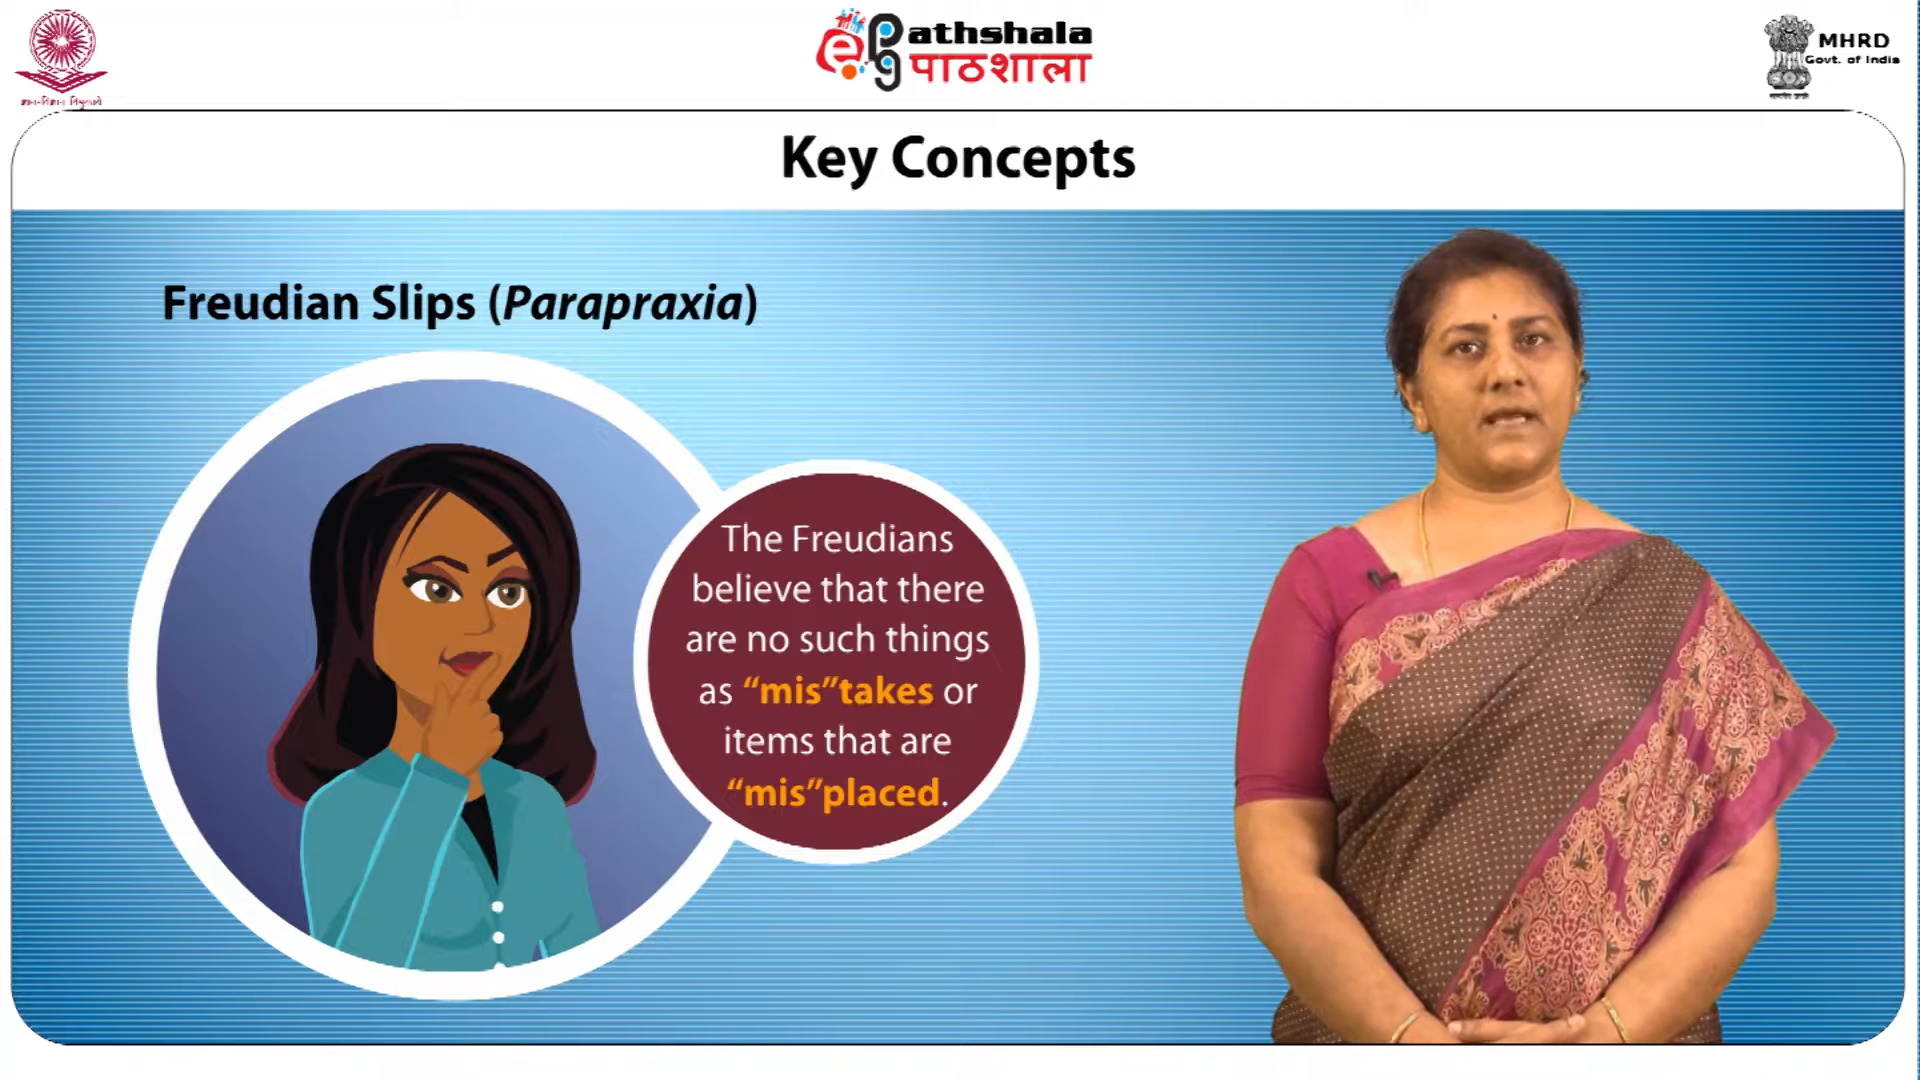 ePG
athshala
पाठशाला
MHRD
Govt. of India
Key Concepts
Freudian Slips (Parapraxia)
The Freudians
believe that there
are no such things
as “mis”takes or
items that are
“mis”placed.